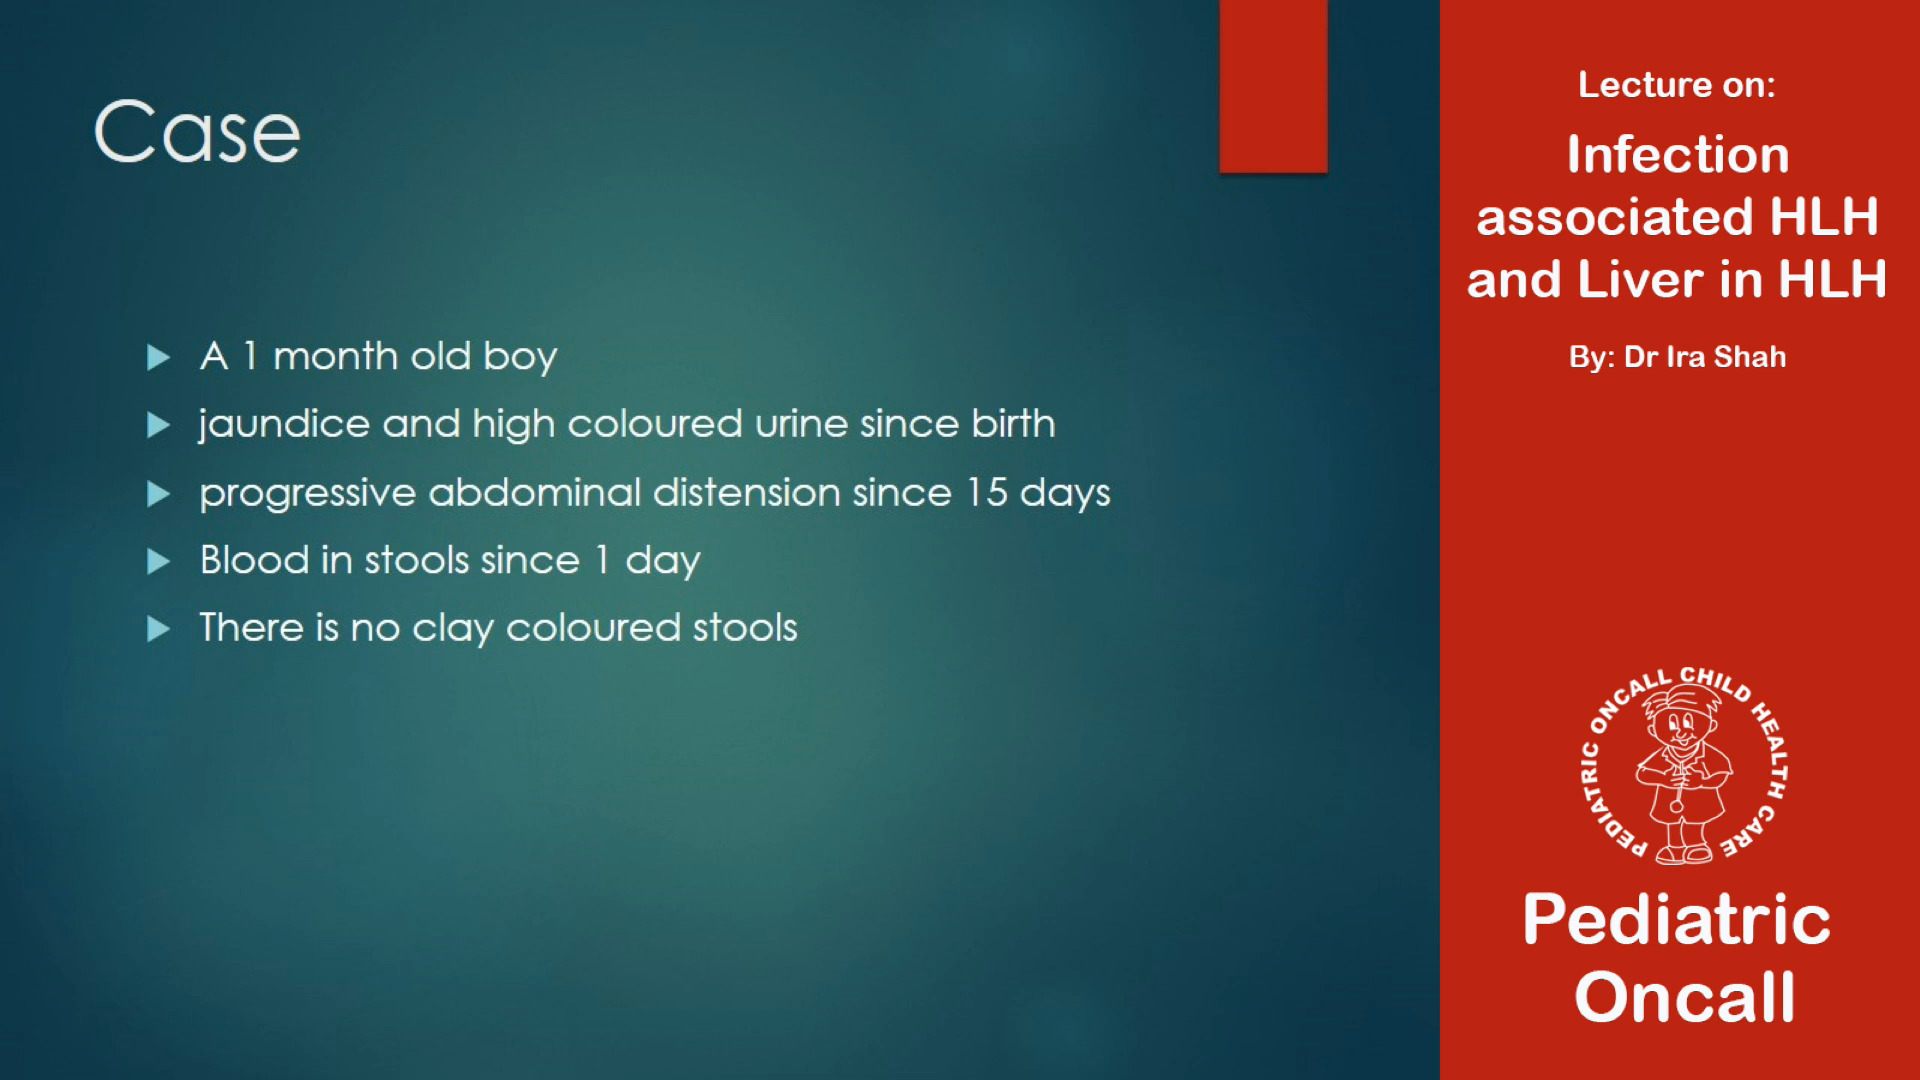 Case
A 1 month old boy
jaundice and high coloured urine since birth
progressive abdominal distension since 15 days
Blood in stools since 1 day
There is no clay coloured stools
Lecture on:
Infection
associated HLH
and Liver in HLH
By: Dr Ira Shah
PEDIATRIC ONCALL CHILD HEALTH CARE
Pediatric
Oncall